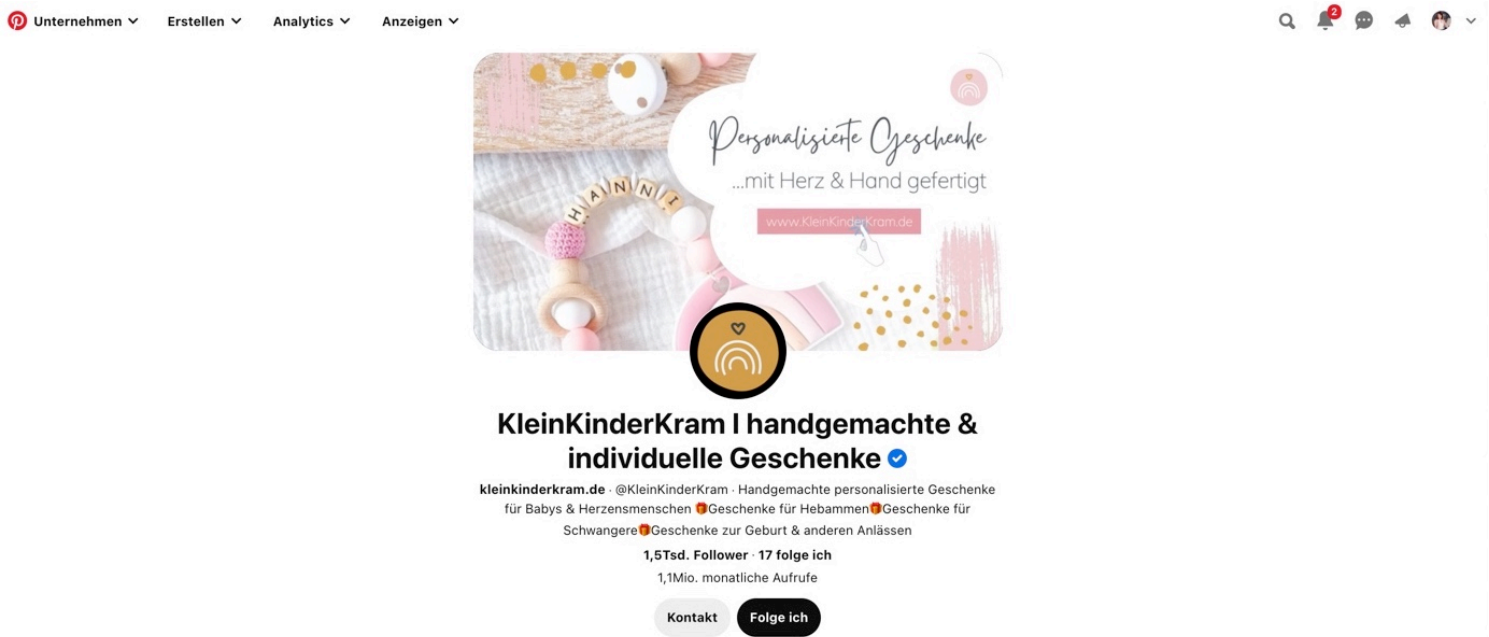 Unternehmen Erstellen Analytics Anzeigen 2
Personalisierte Geschenke
...mit Herz & Hand gefertigt
www.KleinKinderKram.de
HANNI
KleinKinderKram I handgemachte &
individuelle Geschenke
kleinkinderkram.de · @KleinKinderKram · Handgemachte personalisierte Geschenke
für Babys & Herzensmenschen 🎁Geschenke für Hebammen🎁Geschenke für
Schwangere🎁Geschenke zur Geburt & anderen Anlässen
1,5Tsd. Follower · 17 folge ich
1,1Mio. monatliche Aufrufe
Kontakt Folge ich